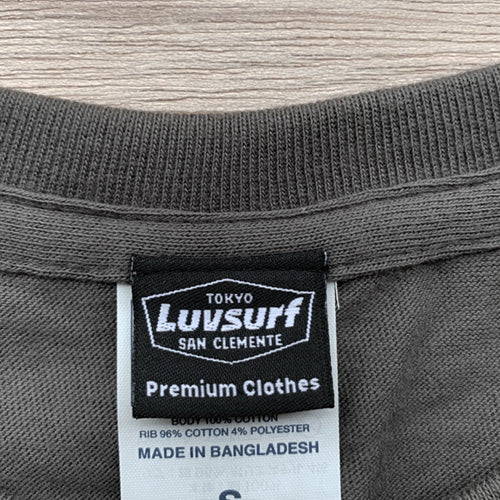 TOKYO
Luvsurf
SAN CLEMENTE
Premium Clothes
BODY 100% COTTON
RIB 96% COTTON 4% POLYESTER
MADE IN BANGLADESH
S